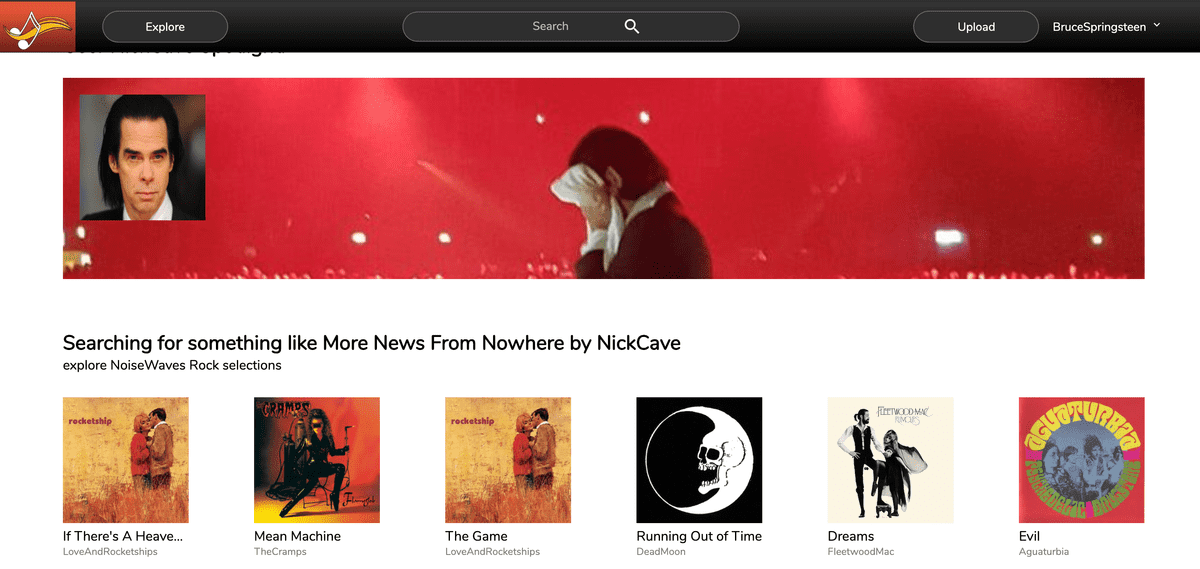 Explore
Search
Upload
BruceSpringsteen
Searching for something like More News From Nowhere by NickCave
explore NoiseWaves Rock selections
rocketship
CRAMPS
rocketship
FLEETWOOD MAC
RUMOURS
AGUATURBIA
If There's A Heave...
Mean Machine
The Game
Running Out of Time
Dreams
Evil
LoveAndRocketships
TheCramps
LoveAndRocketships
DeadMoon
FleetwoodMac
Aguaturbia